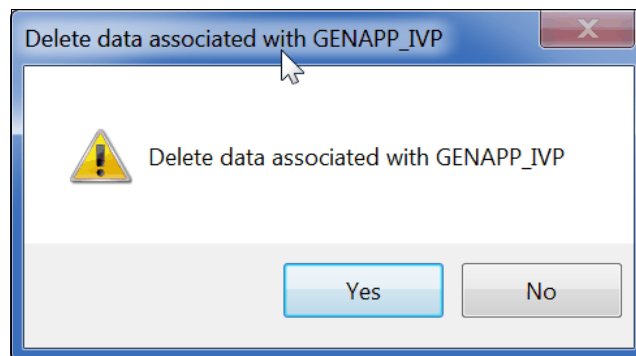 Delete data associated with GENAPP_IVP
Delete data associated with GENAPP_IVP
Yes No